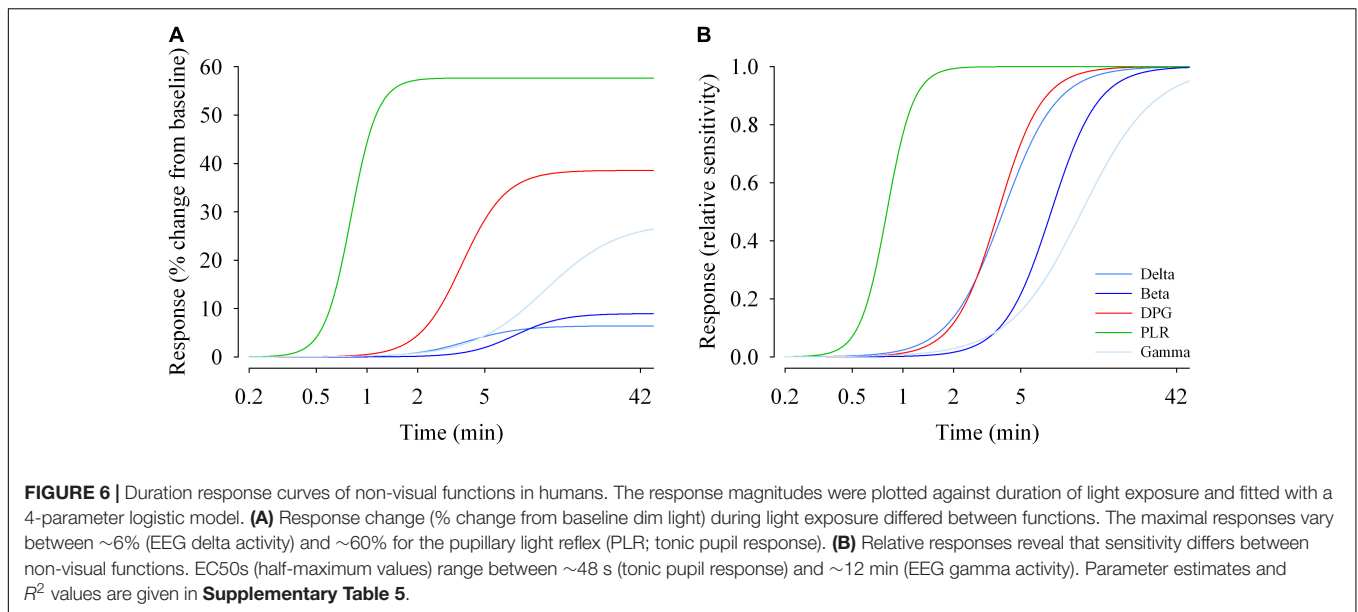 A
Response (% change from baseline)
60
50
40
30
20
10
0
0.2 0.5 1 2 5 42
Time (min)
B
Response (relative sensitivity)
1.0
0.8
0.6
0.4
0.2
0.0
Delta
Beta
DPG
PLR
Gamma
0.2 0.5 1 2 5 42
Time (min)
FIGURE 6 | Duration response curves of non-visual functions in humans. The response magnitudes were plotted against duration of light exposure and fitted with a
4-parameter logistic model. (A) Response change (% change from baseline dim light) during light exposure differed between functions. The maximal responses vary
between ∼6% (EEG delta activity) and ∼60% for the pupillary light reflex (PLR; tonic pupil response). (B) Relative responses reveal that sensitivity differs between
non-visual functions. EC50s (half-maximum values) range between ∼48 s (tonic pupil response) and ∼12 min (EEG gamma activity). Parameter estimates and
R² values are given in Supplementary Table 5.